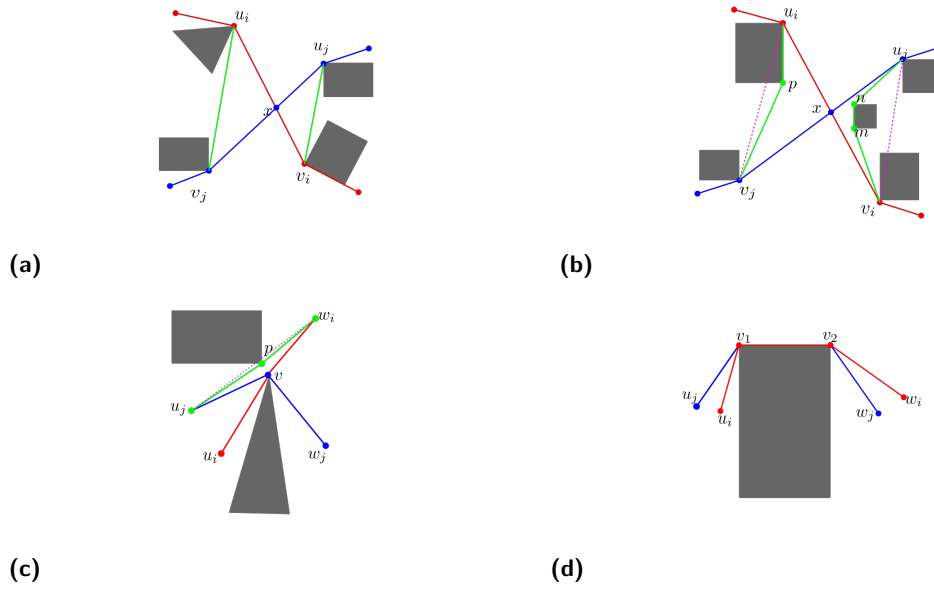 u_i
u_j
x
v_i
v_j
(a)
u_i
u_j
p
x
n
m
v_j
v_i
(b)
w_i
p
v
u_j
u_i
w_j
(c)
v_1
v_2
u_j
u_i
w_i
w_j
(d)